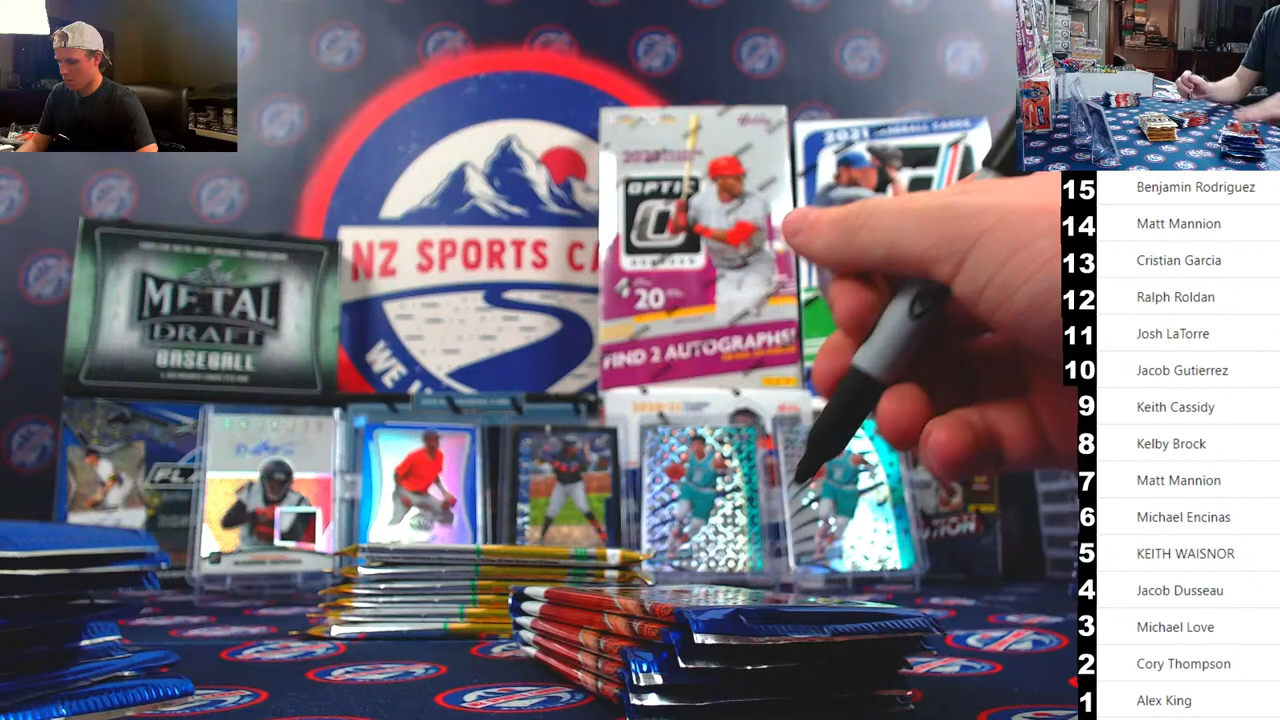 NZ SPORTS CA
WE
METAL
DRAFT
BASEBALL
OPTIC
20
FIND 2 AUTOGRAPHS!
2021 BASEBALL CARDS
15 Benjamin Rodriguez
14 Matt Mannion
13 Cristian Garcia
12 Ralph Roldan
11 Josh LaTorre
10 Jacob Gutierrez
9 Keith Cassidy
8 Kelby Brock
7 Matt Mannion
6 Michael Encinas
5 KEITH WAISNOR
4 Jacob Dusseau
3 Michael Love
2 Cory Thompson
1 Alex King